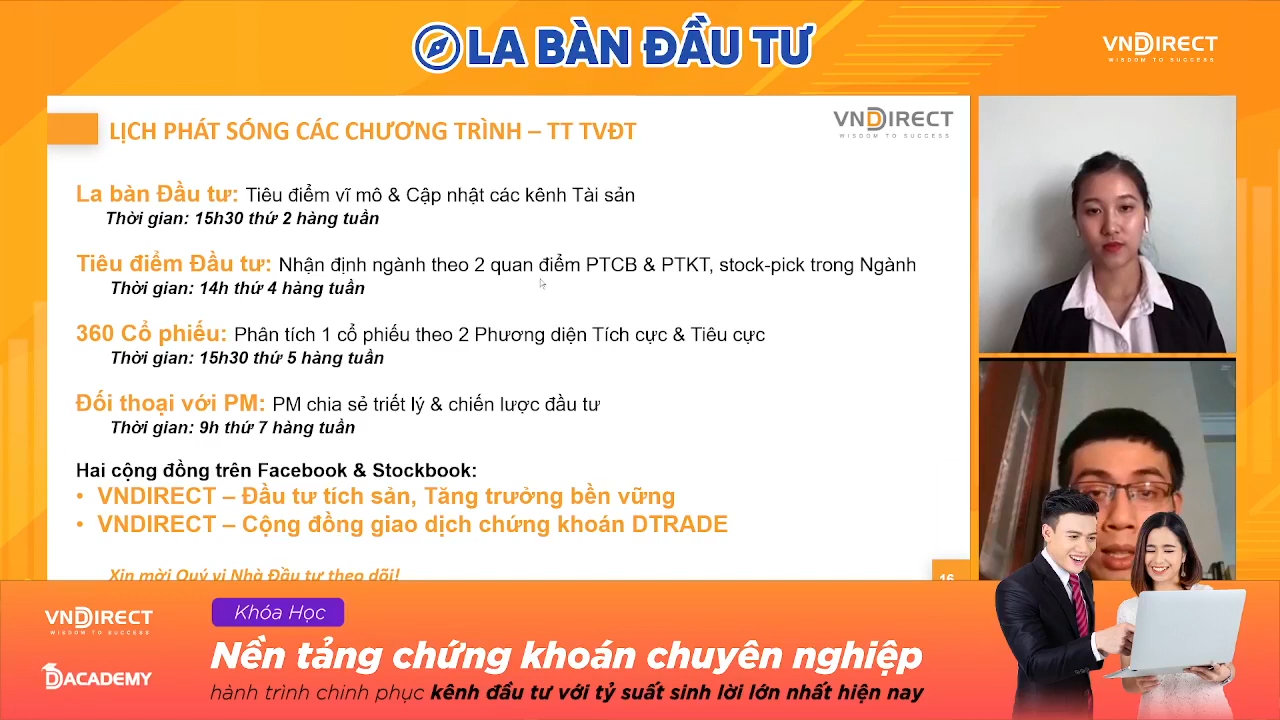 LA BÀN ĐẦU TƯ
VNDIRECT
WISDOM TO SUCCESS
LỊCH PHÁT SÓNG CÁC CHƯƠNG TRÌNH – TT TVĐT
VNDIRECT
WISDOM TO SUCCESS
La bàn Đầu tư: Tiêu điểm vĩ mô & Cập nhật các kênh Tài sản
Thời gian: 15h30 thứ 2 hàng tuần
Tiêu điểm Đầu tư: Nhận định ngành theo 2 quan điểm PTCB & PTKT, stock-pick trong Ngành
Thời gian: 14h thứ 4 hàng tuần
360 Cổ phiếu: Phân tích 1 cổ phiếu theo 2 Phương diện Tích cực & Tiêu cực
Thời gian: 15h30 thứ 5 hàng tuần
Đối thoại với PM: PM chia sẻ triết lý & chiến lược đầu tư
Thời gian: 9h thứ 7 hàng tuần
Hai cộng đồng trên Facebook & Stockbook:
• VNDIRECT – Đầu tư tích sản, Tăng trưởng bền vững
• VNDIRECT – Cộng đồng giao dịch chứng khoán DTRADE
Xin mời Quý vị Nhà Đầu tư theo dõi!
16
VNDIRECT
WISDOM TO SUCCESS
DACADEMY
Khóa Học
Nền tảng chứng khoán chuyên nghiệp
hành trình chinh phục kênh đầu tư với tỷ suất sinh lời lớn nhất hiện nay